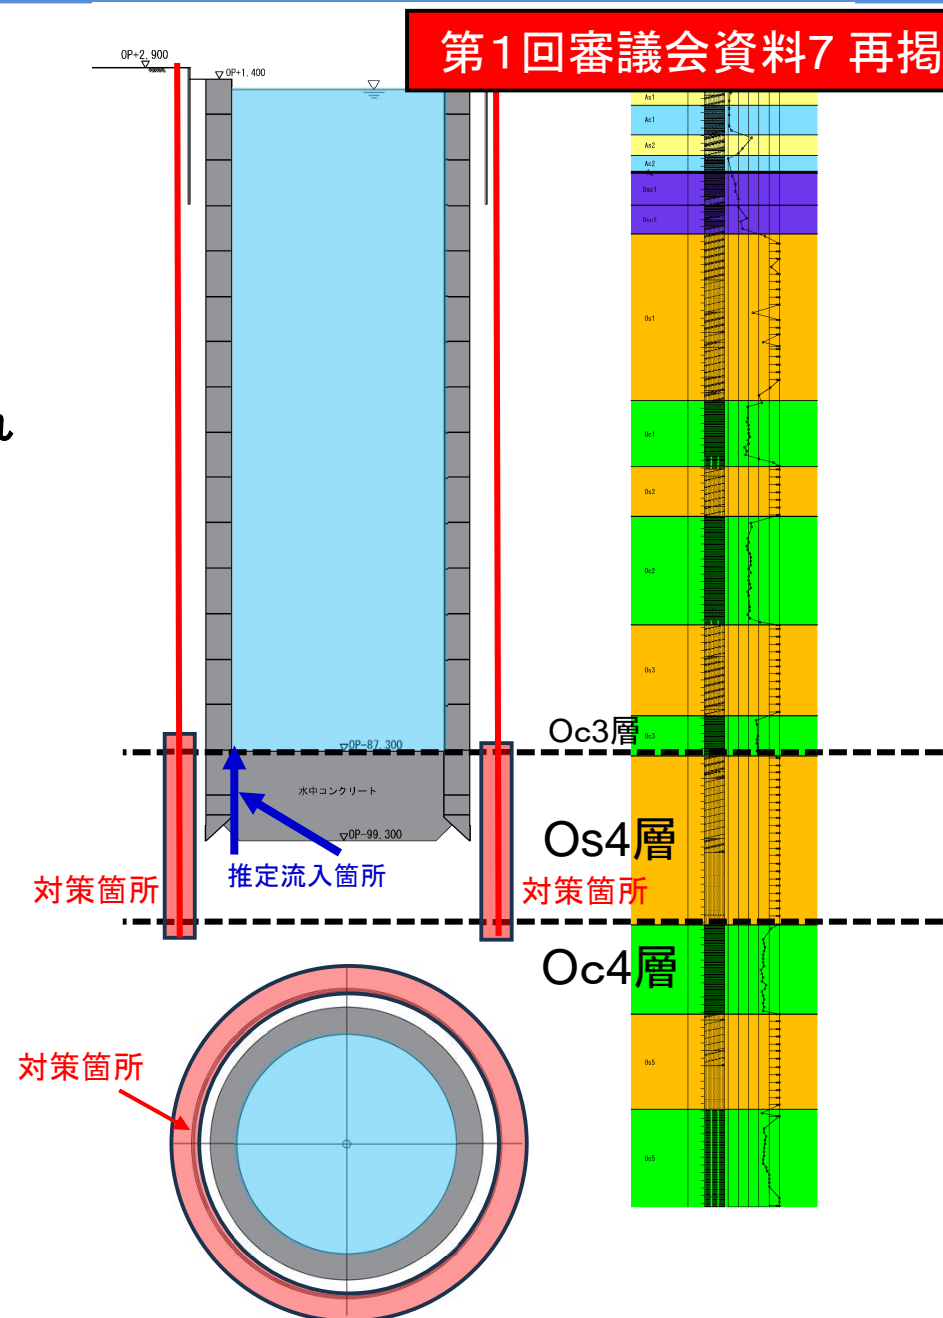 第1回審議会資料7 再掲
OP+2.900
OP+1.400
As1
Ac1
As2
Ac2
Osc1
Os1
Oc1
Os2
Oc2
Os3
Oc3層
Oc3
OP-87.300
水中コンクリート
OP-99.300
Os4層
推定流入箇所
対策箇所
対策箇所
Oc4層
対策箇所
Os5
Oc5
れ